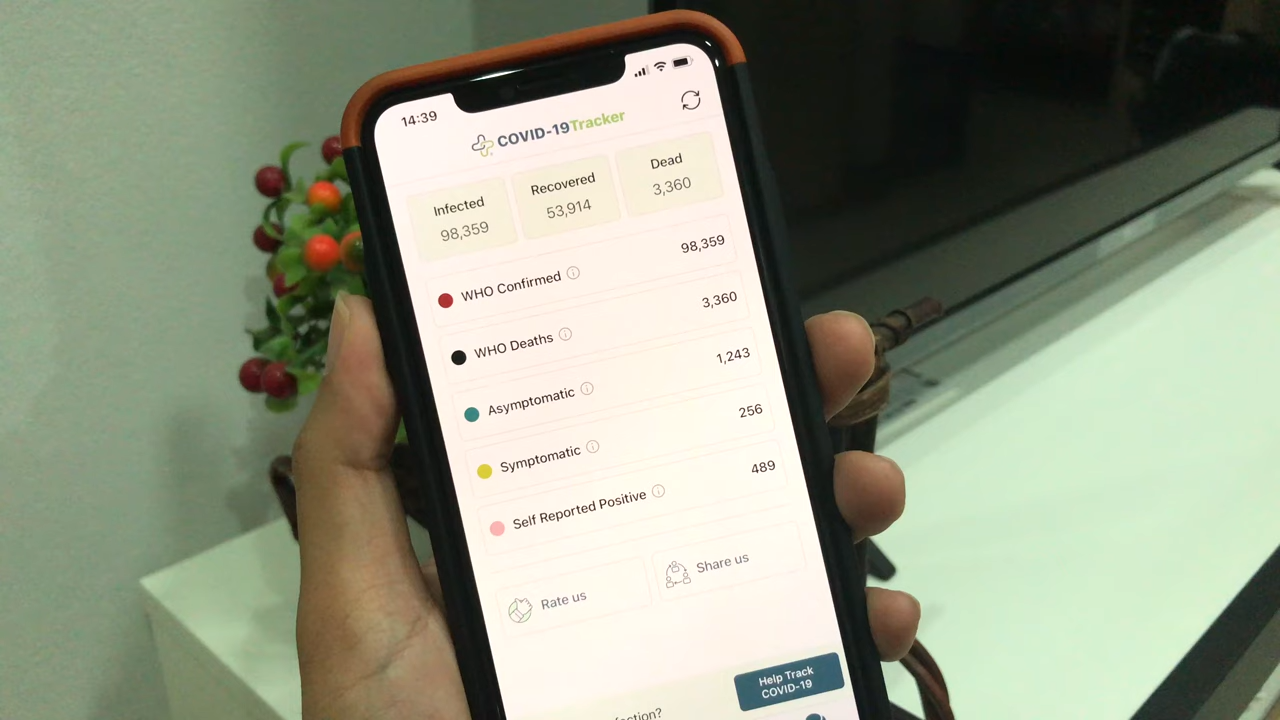 14:39
COVID-19Tracker
Infected
98,359
Recovered
53,914
Dead
3,360
WHO Confirmed 98,359
WHO Deaths 3,360
Asymptomatic 1,243
Symptomatic 256
Self Reported Positive 489
Rate us
Share us
Help Track
COVID-19